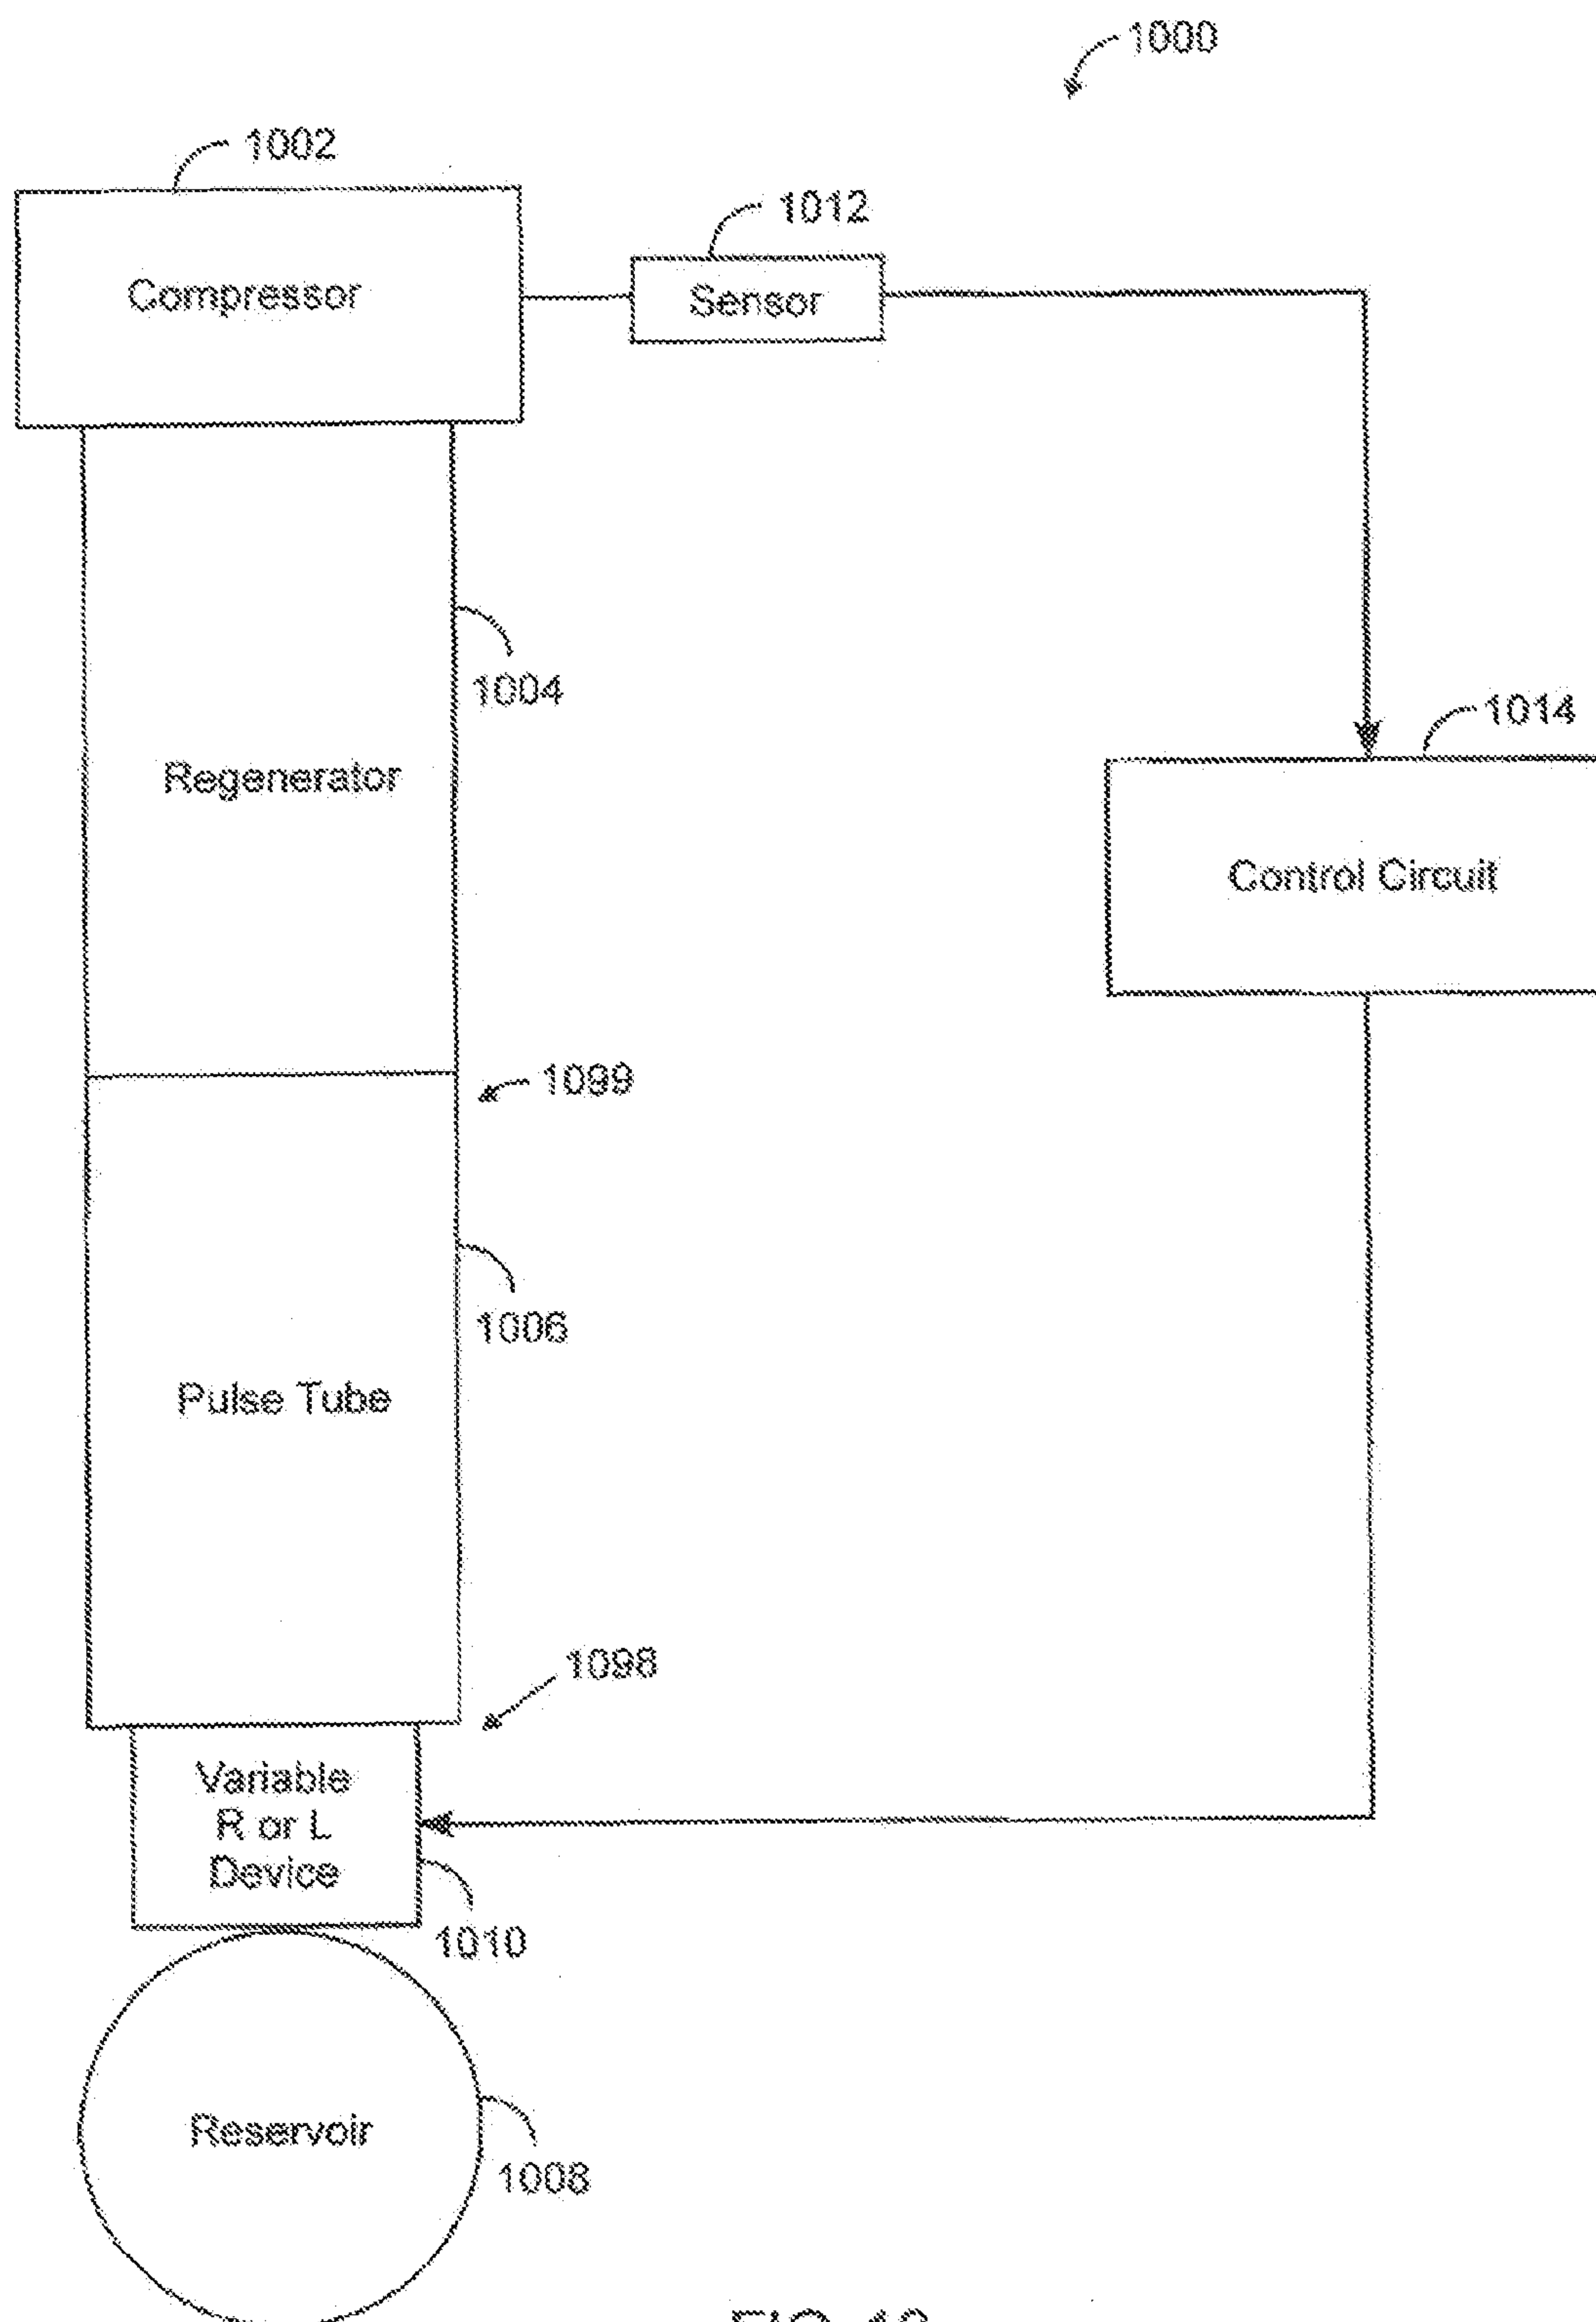 1000
1002
1012
Compressor
Sensor
1004
1014
Regenerator
Control Circuit
1099
1006
Pulse Tube
1098
Variable
R or L
Device
1010
Reservoir
1008